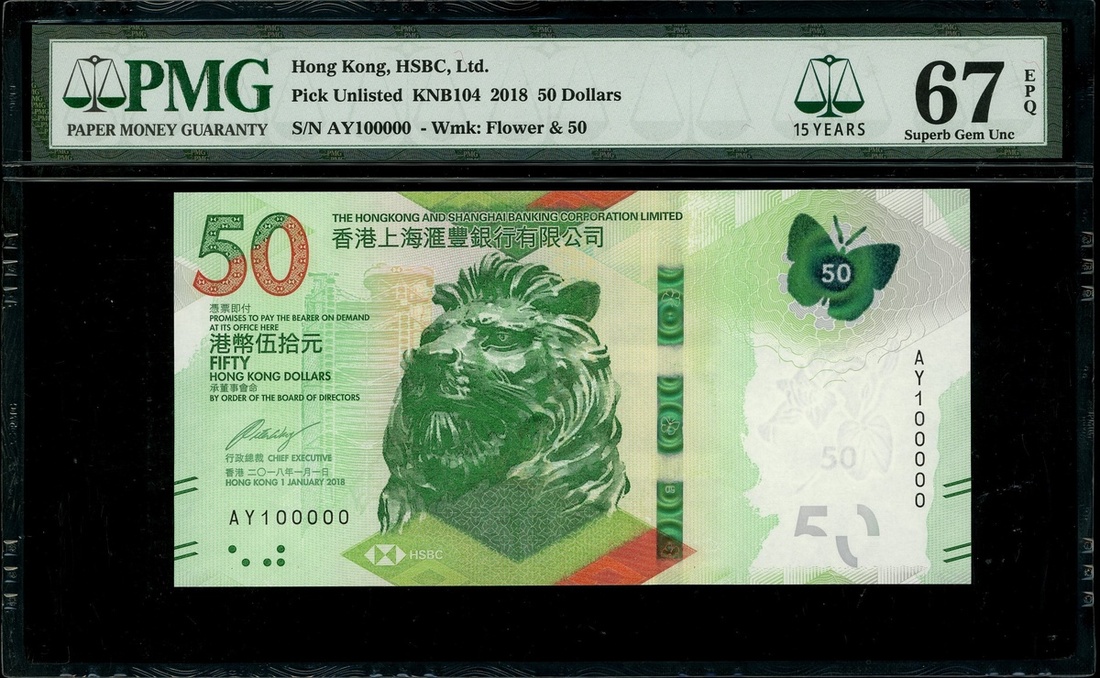 PMG
PAPER MONEY GUARANTY
Hong Kong, HSBC, Ltd.
Pick Unlisted KNB104 2018 50 Dollars
S/N AY100000 - Wmk: Flower & 50
15 YEARS
67
EPQ
Superb Gem Unc
50
THE HONGKONG AND SHANGHAI BANKING CORPORATION LIMITED
香港上海滙豐銀行有限公司
憑票即付
PROMISES TO PAY THE BEARER ON DEMAND
AT ITS OFFICE HERE
港幣伍拾元
FIFTY
HONG KONG DOLLARS
承董事會命
BY ORDER OF THE BOARD OF DIRECTORS
行政總裁 CHIEF EXECUTIVE
香港 二〇一八年一月一日
HONG KONG 1 JANUARY 2018
AY100000
HSBC
50
AY100000
50